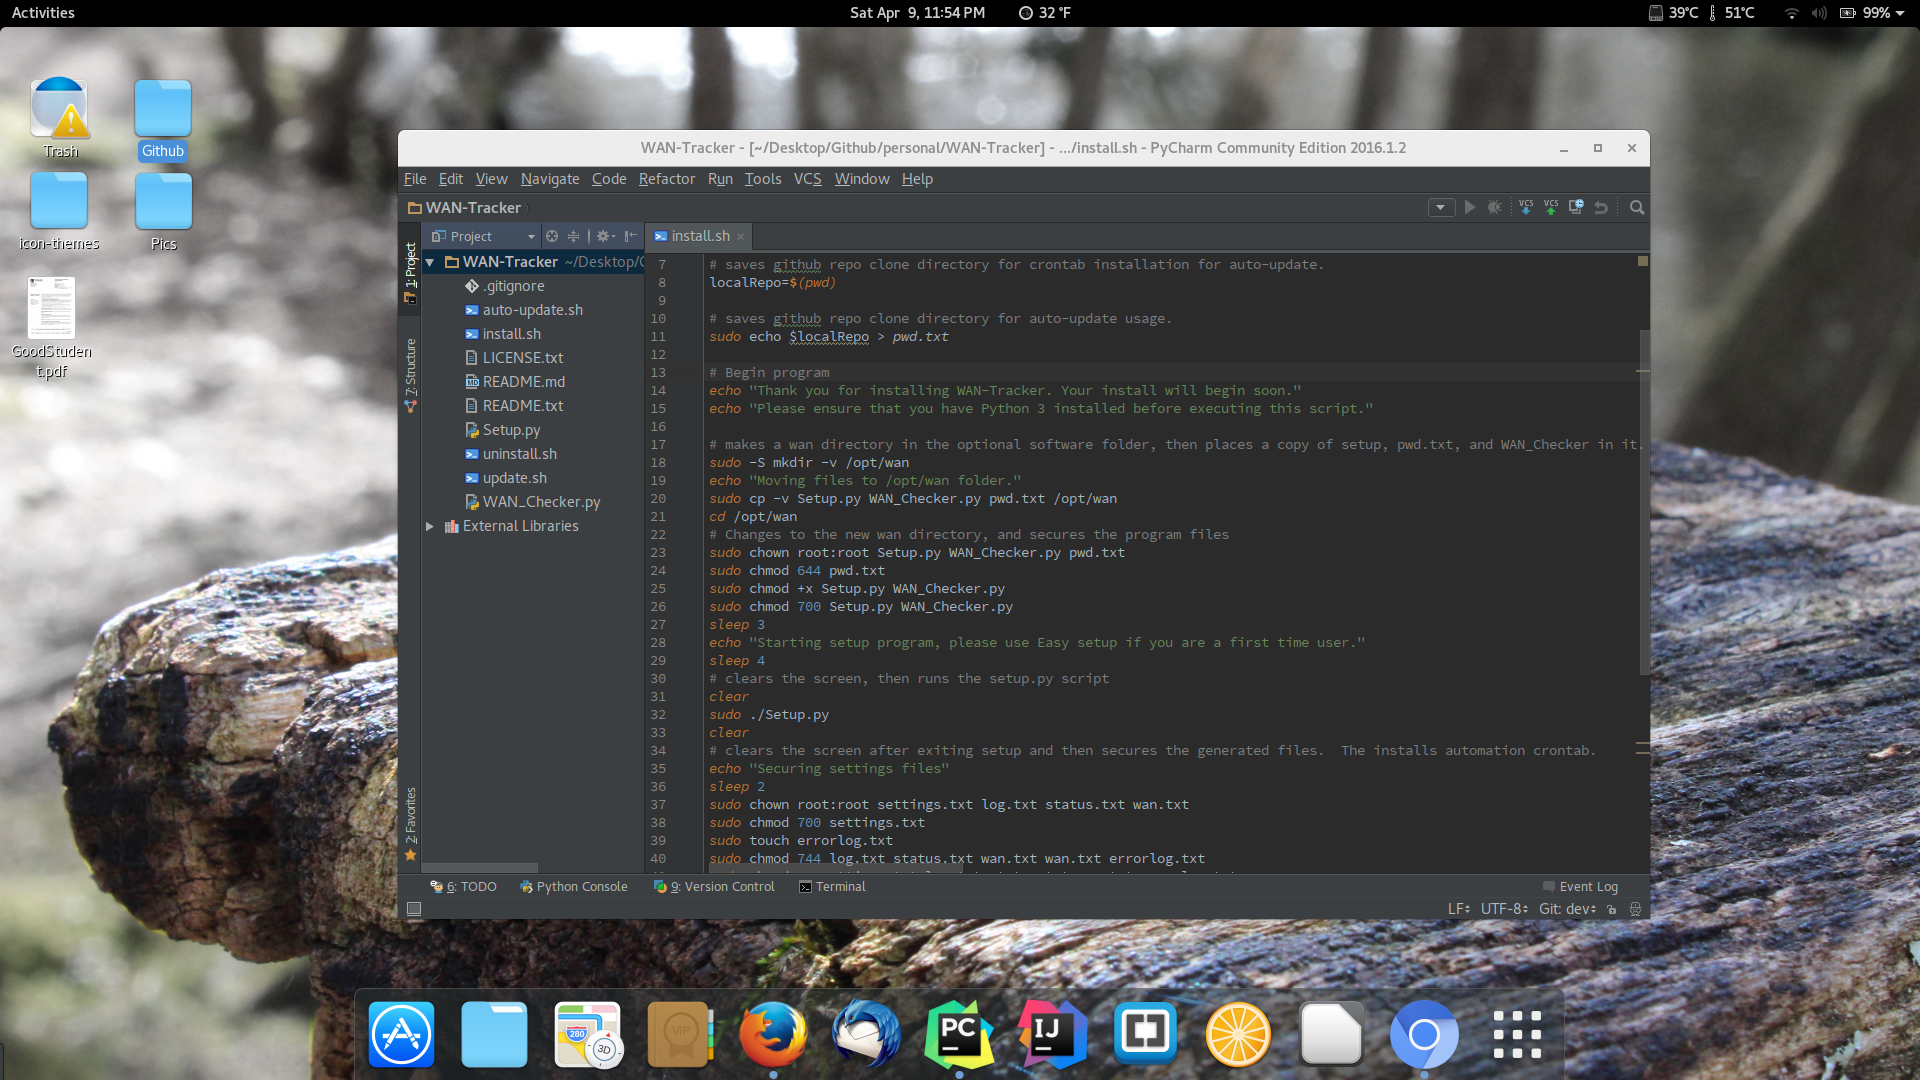 Activities
Sat Apr 9, 11:54 PM
32 °F
39°C
51°C
99%
Trash
Github
icon-themes
Pics
GoodStuden
t.pdf
WAN-Tracker - [~/Desktop/Github/personal/WAN-Tracker] - .../install.sh - PyCharm Community Edition 2016.1.2
File Edit View Navigate Code Refactor Run Tools VCS Window Help
WAN-Tracker
VCS VCS
Project
install.sh
1: Project
7: Structure
2: Favorites
WAN-Tracker ~/Desktop/G
.gitignore
auto-update.sh
install.sh
LICENSE.txt
README.md
README.txt
Setup.py
uninstall.sh
update.sh
WAN_Checker.py
External Libraries
7 # saves github repo clone directory for crontab installation for auto-update.
8 localRepo=$(pwd)
9
10 # saves github repo clone directory for auto-update usage.
11 sudo echo $localRepo > pwd.txt
12
13 # Begin program
14 echo "Thank you for installing WAN-Tracker. Your install will begin soon."
15 echo "Please ensure that you have Python 3 installed before executing this script."
16
17 # makes a wan directory in the optional software folder, then places a copy of setup, pwd.txt, and WAN_Checker in it.
18 sudo -S mkdir -v /opt/wan
19 echo "Moving files to /opt/wan folder."
20 sudo cp -v Setup.py WAN_Checker.py pwd.txt /opt/wan
21 cd /opt/wan
22 # Changes to the new wan directory, and secures the program files
23 sudo chown root:root Setup.py WAN_Checker.py pwd.txt
24 sudo chmod 644 pwd.txt
25 sudo chmod +x Setup.py WAN_Checker.py
26 sudo chmod 700 Setup.py WAN_Checker.py
27 sleep 3
28 echo "Starting setup program, please use Easy setup if you are a first time user."
29 sleep 4
30 # clears the screen, then runs the setup.py script
31 clear
32 sudo ./Setup.py
33 clear
34 # clears the screen after exiting setup and then secures the generated files.  The installs automation crontab.
35 echo "Securing settings files"
36 sleep 2
37 sudo chown root:root settings.txt log.txt status.txt wan.txt
38 sudo chmod 700 settings.txt
39 sudo touch errorlog.txt
40 sudo chmod 744 log.txt status.txt wan.txt wan.txt errorlog.txt
6: TODO
Python Console
9: Version Control
Terminal
Event Log
LF UTF-8 Git: dev
280
3D
VIP
PC
IJ